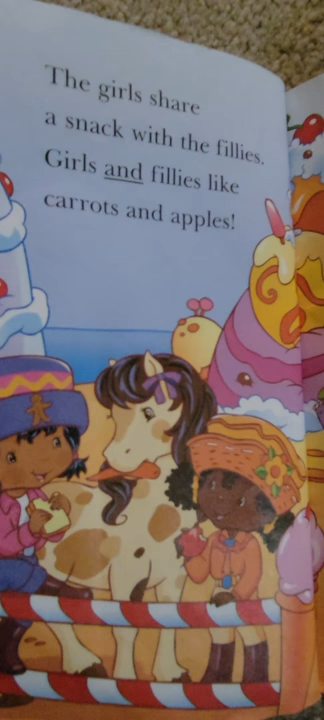 The girls share
a snack with the fillies.
Girls and fillies like
carrots and apples!